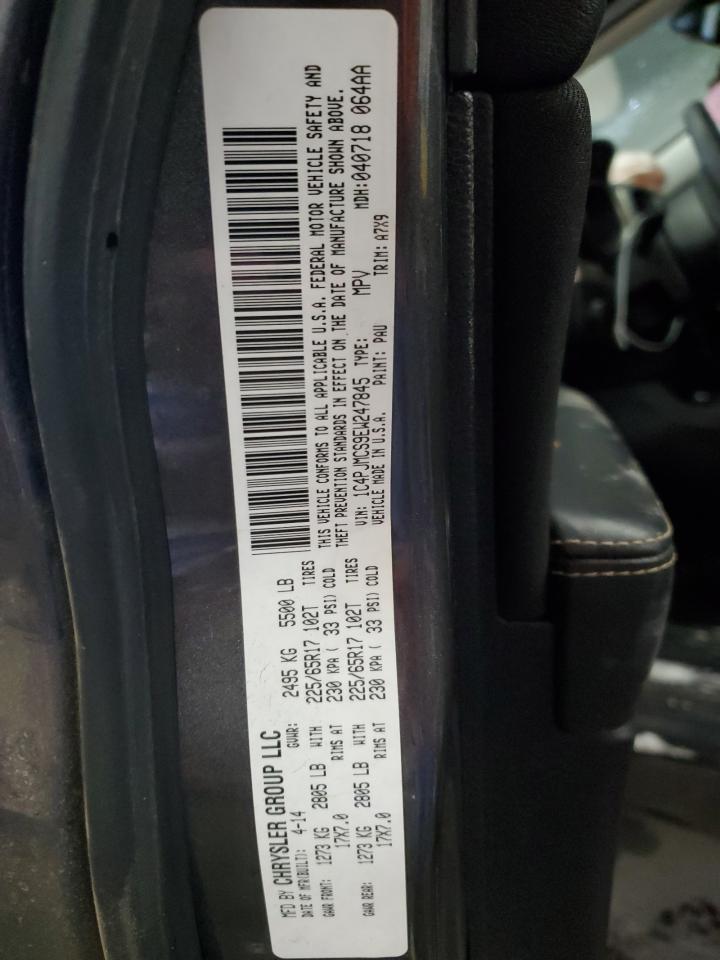 MFD BY CHRYSLER GROUP LLC
DATE OF MFR(BUILT): 4-14 GVWR: 2495 KG 5500 LB
GAWR FRONT: 1273 KG 2805 LB WITH 225/65R17 102T TIRES
17X7.0 RIMS AT 230 KPA ( 33 PSI) COLD
GAWR REAR: 1273 KG 2805 LB WITH 225/65R17 102T TIRES
17X7.0 RIMS AT 230 KPA ( 33 PSI) COLD
THIS VEHICLE CONFORMS TO ALL APPLICABLE U.S.A. FEDERAL MOTOR VEHICLE SAFETY AND
THEFT PREVENTION STANDARDS IN EFFECT ON THE DATE OF MANUFACTURE SHOWN ABOVE.
VIN: 1C4PJMCS9EW247845 TYPE: MPV MDH:040718 064AA
VEHICLE MADE IN U.S.A. PAINT: PAU TRIM: A7X9